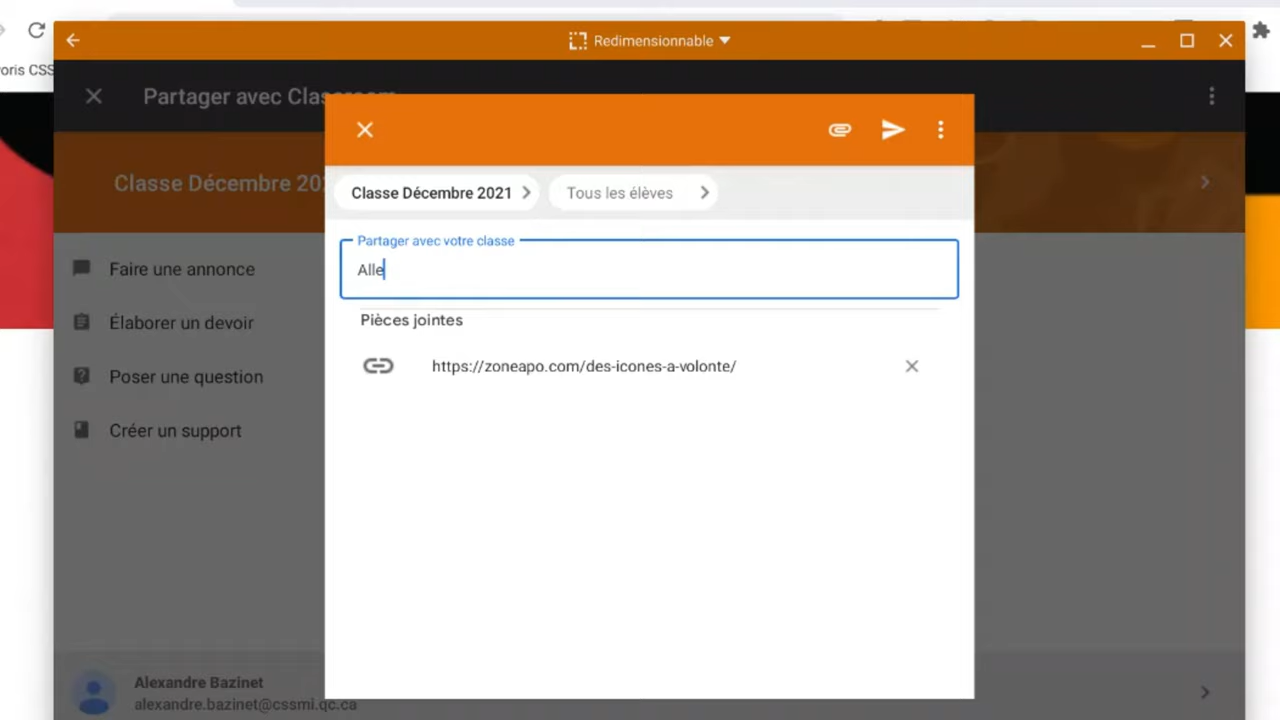 Redimensionnable
oris CSS
Partager avec Classroom
Classe Décembre 2021
Tous les élèves
Classe Décembre 20
Partager avec votre classe
Alle
Faire une annonce
Élaborer un devoir
Poser une question
Créer un support
Pièces jointes
https://zoneapo.com/des-icones-a-volonte/
Alexandre Bazinet
alexandre.bazinet@cssmi.qc.ca